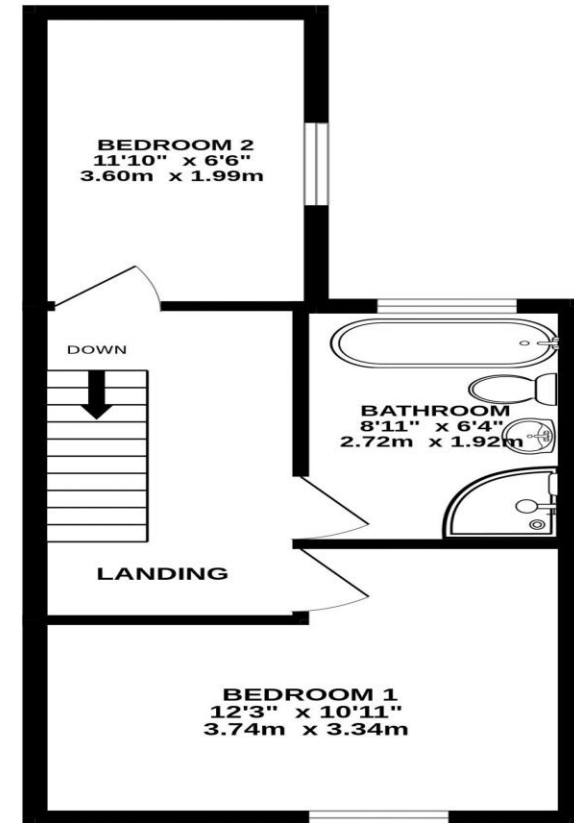 BEDROOM 2
11'10" x 6'6"
3.60m x 1.99m
DOWN
BATHROOM
8'11" x 6'4"
2.72m x 1.92m
LANDING
BEDROOM 1
12'3" x 10'11"
3.74m x 3.34m